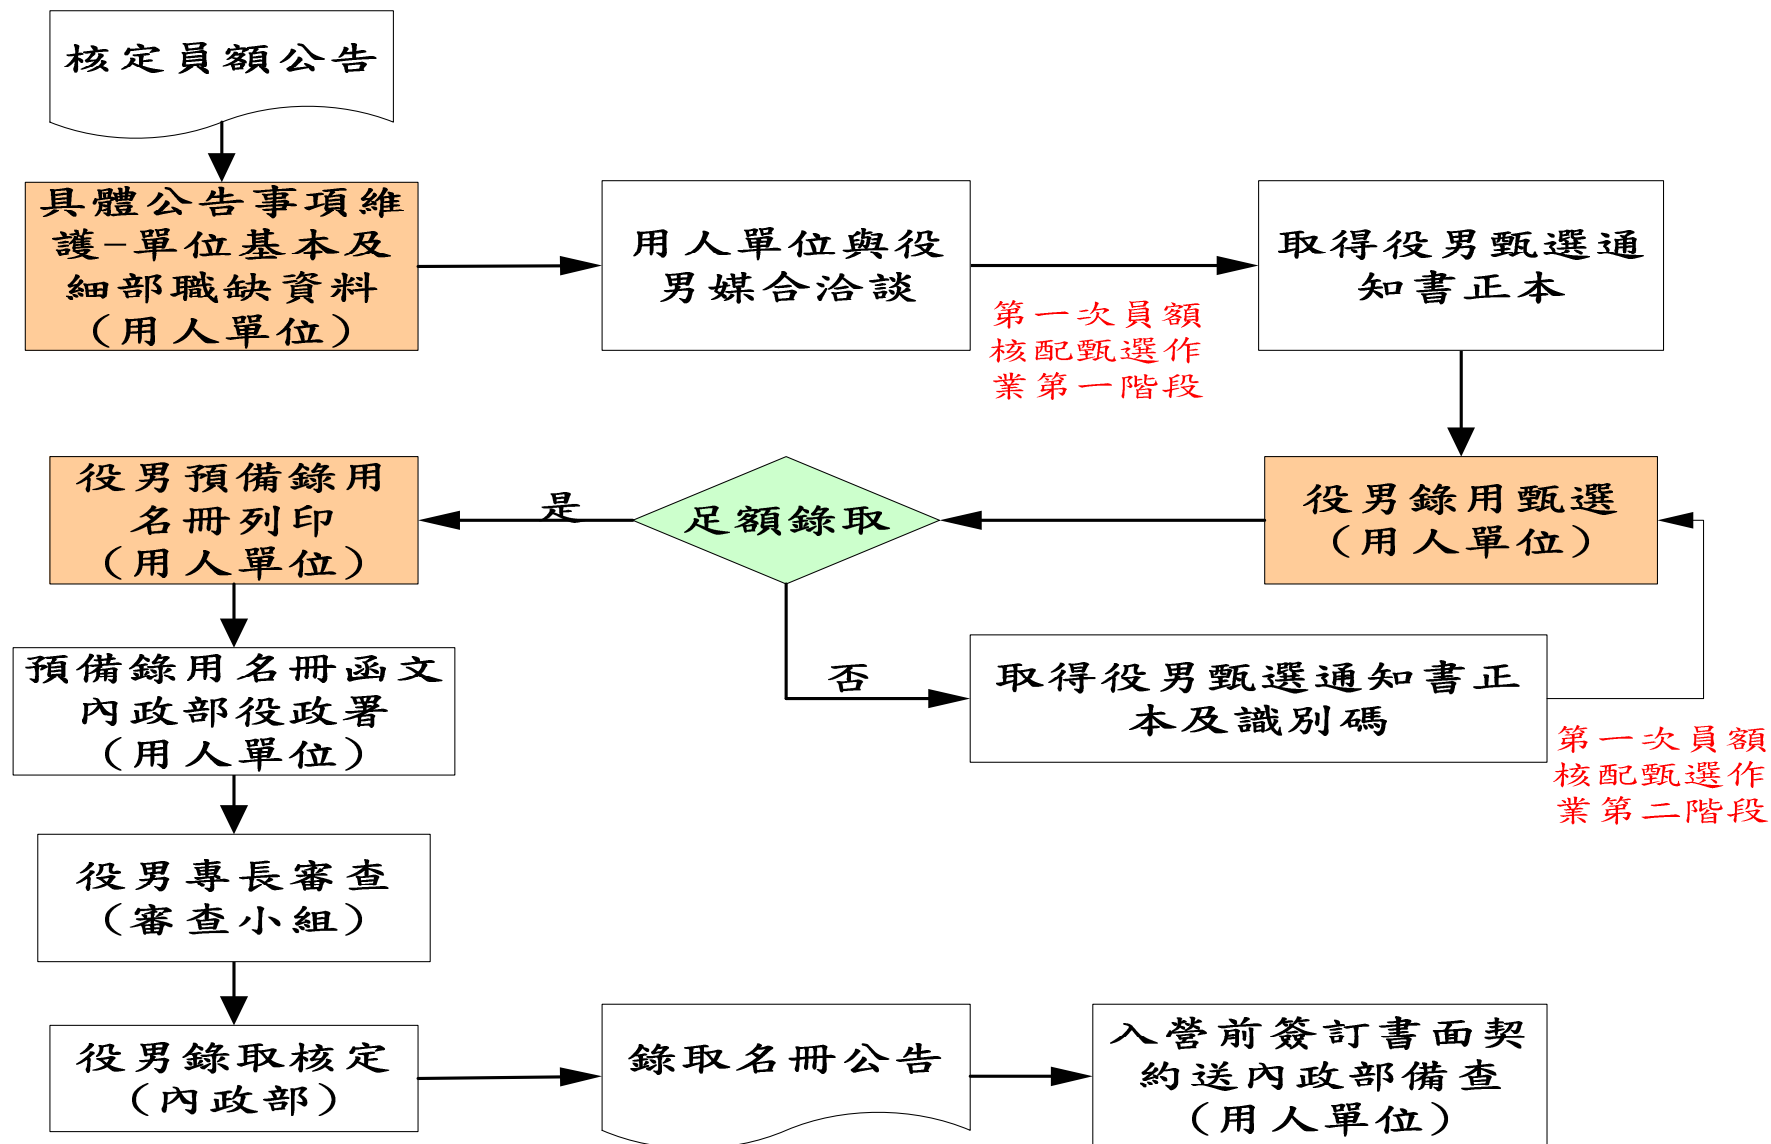 核定員額公告
具體公告事項維
護-單位基本及
細部職缺資料
(用人單位)
用人單位與役
男媒合洽談
第一次員額
核配甄選作
業第一階段
取得役男甄選通
知書正本
役男錄用甄選
(用人單位)
足額錄取
是
役男預備錄用
名冊列印
(用人單位)
否
取得役男甄選通知書正
本及識別碼
第一次員額
核配甄選作
業第二階段
預備錄用名冊函文
內政部役政署
(用人單位)
役男專長審查
(審查小組)
役男錄取核定
(內政部)
錄取名冊公告
入營前簽訂書面契
約送內政部備查
(用人單位)